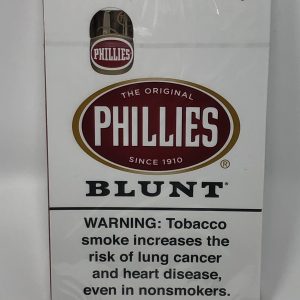 PHILLIES
THE ORIGINAL
PHILLIES
SINCE 1910
®
BLUNT
WARNING: Tobacco
smoke increases the
risk of lung cancer
and heart disease,
even in nonsmokers.